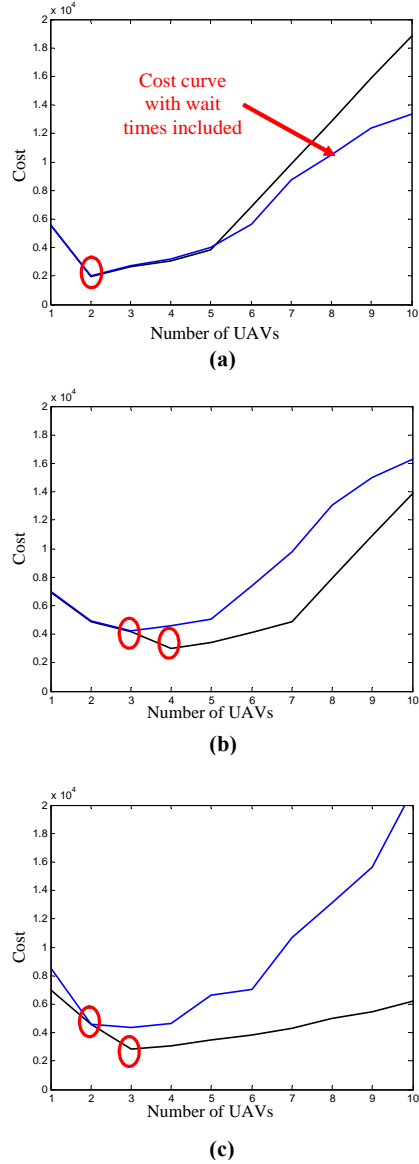 x 10^4
2
1.8
1.6
1.4
1.2
1
0.8
0.6
0.4
0.2
0
Cost
Cost curve
with wait
times included
1 2 3 4 5 6 7 8 9 10
Number of UAVs
(a)
x 10^4
2
1.8
1.6
1.4
1.2
1
0.8
0.6
0.4
0.2
0
Cost
1 2 3 4 5 6 7 8 9 10
Number of UAVs
(b)
x 10^4
2
1.8
1.6
1.4
1.2
1
0.8
0.6
0.4
0.2
0
Cost
1 2 3 4 5 6 7 8 9 10
Number of UAVs
(c)